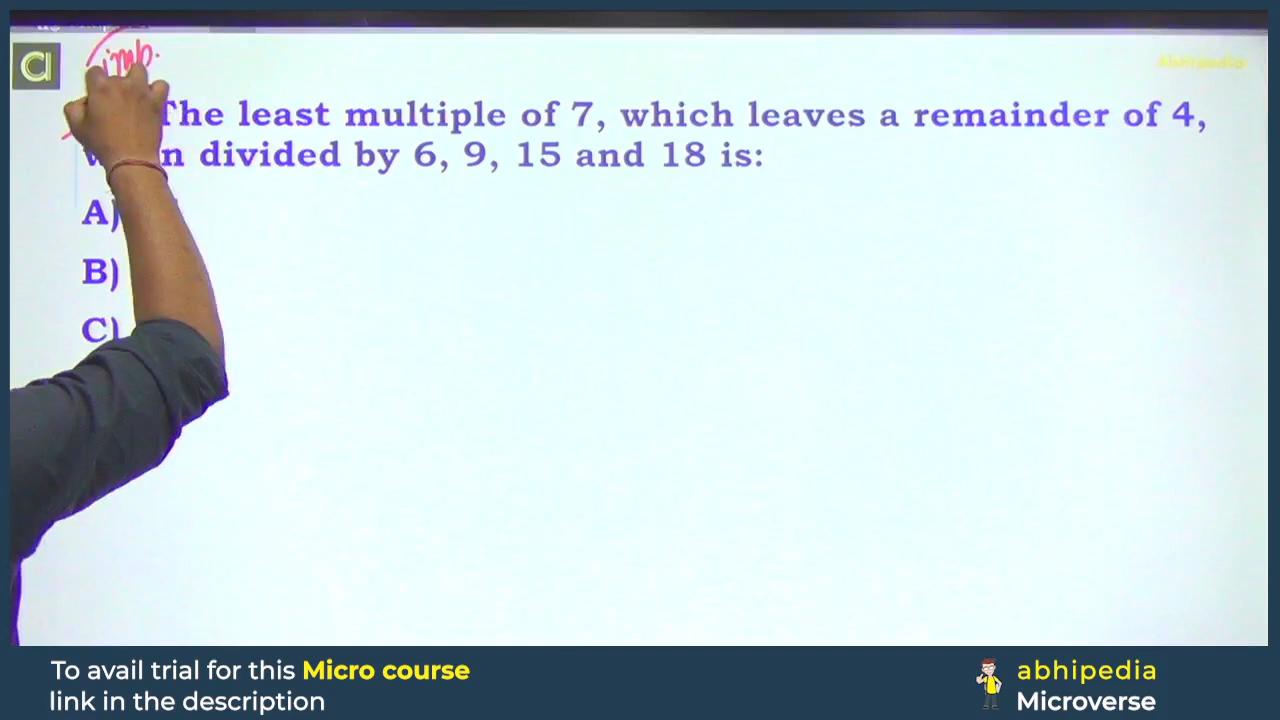 imp.
abhipedia
The least multiple of 7, which leaves a remainder of 4,
divided by 6, 9, 15 and 18 is:
A)
B)
C)
To avail trial for this Micro course
link in the description
abhipedia
Microverse